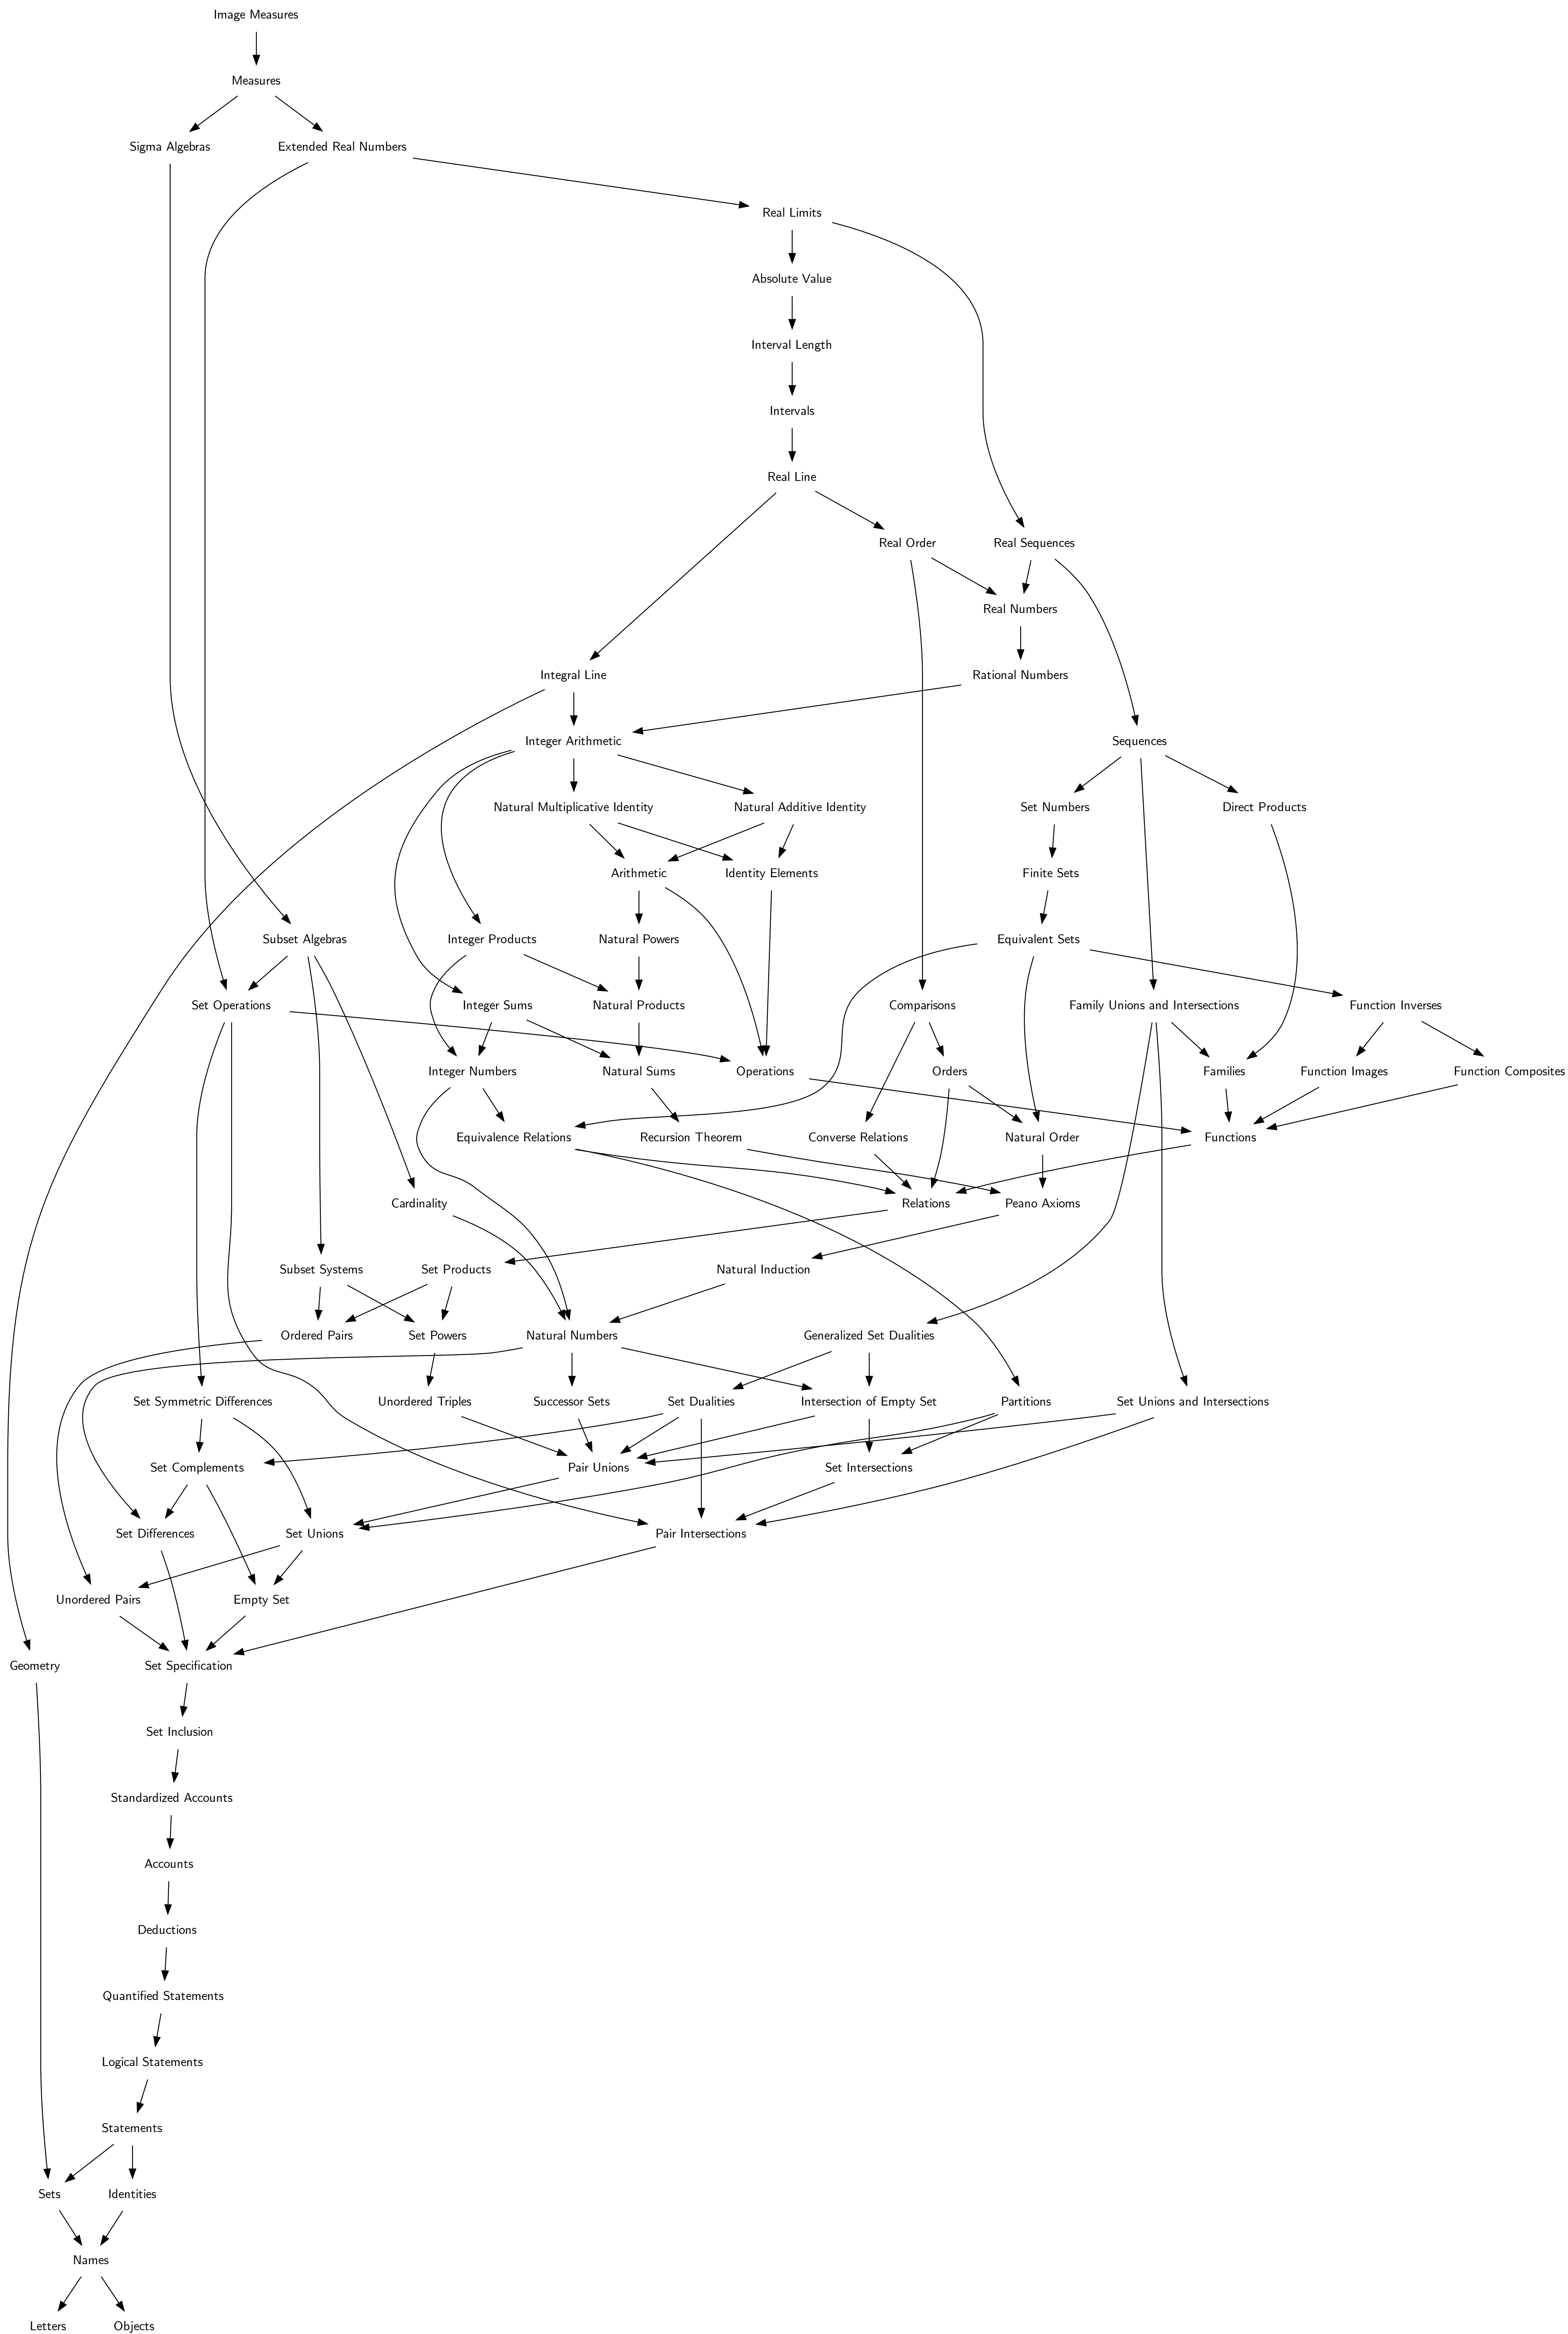 Image Measures
Measures
Sigma Algebras
Extended Real Numbers
Real Limits
Absolute Value
Interval Length
Intervals
Real Line
Real Order
Real Sequences
Real Numbers
Integral Line
Rational Numbers
Integer Arithmetic
Sequences
Natural Multiplicative Identity
Natural Additive Identity
Set Numbers
Direct Products
Arithmetic
Identity Elements
Finite Sets
Subset Algebras
Integer Products
Natural Powers
Equivalent Sets
Set Operations
Integer Sums
Natural Products
Comparisons
Family Unions and Intersections
Function Inverses
Integer Numbers
Natural Sums
Operations
Orders
Families
Function Images
Function Composites
Equivalence Relations
Recursion Theorem
Converse Relations
Natural Order
Functions
Cardinality
Relations
Peano Axioms
Subset Systems
Set Products
Natural Induction
Ordered Pairs
Set Powers
Natural Numbers
Generalized Set Dualities
Set Symmetric Differences
Unordered Triples
Successor Sets
Set Dualities
Intersection of Empty Set
Partitions
Set Unions and Intersections
Set Complements
Pair Unions
Set Intersections
Set Differences
Set Unions
Pair Intersections
Unordered Pairs
Empty Set
Geometry
Set Specification
Set Inclusion
Standardized Accounts
Accounts
Deductions
Quantified Statements
Logical Statements
Statements
Sets
Identities
Names
Letters
Objects